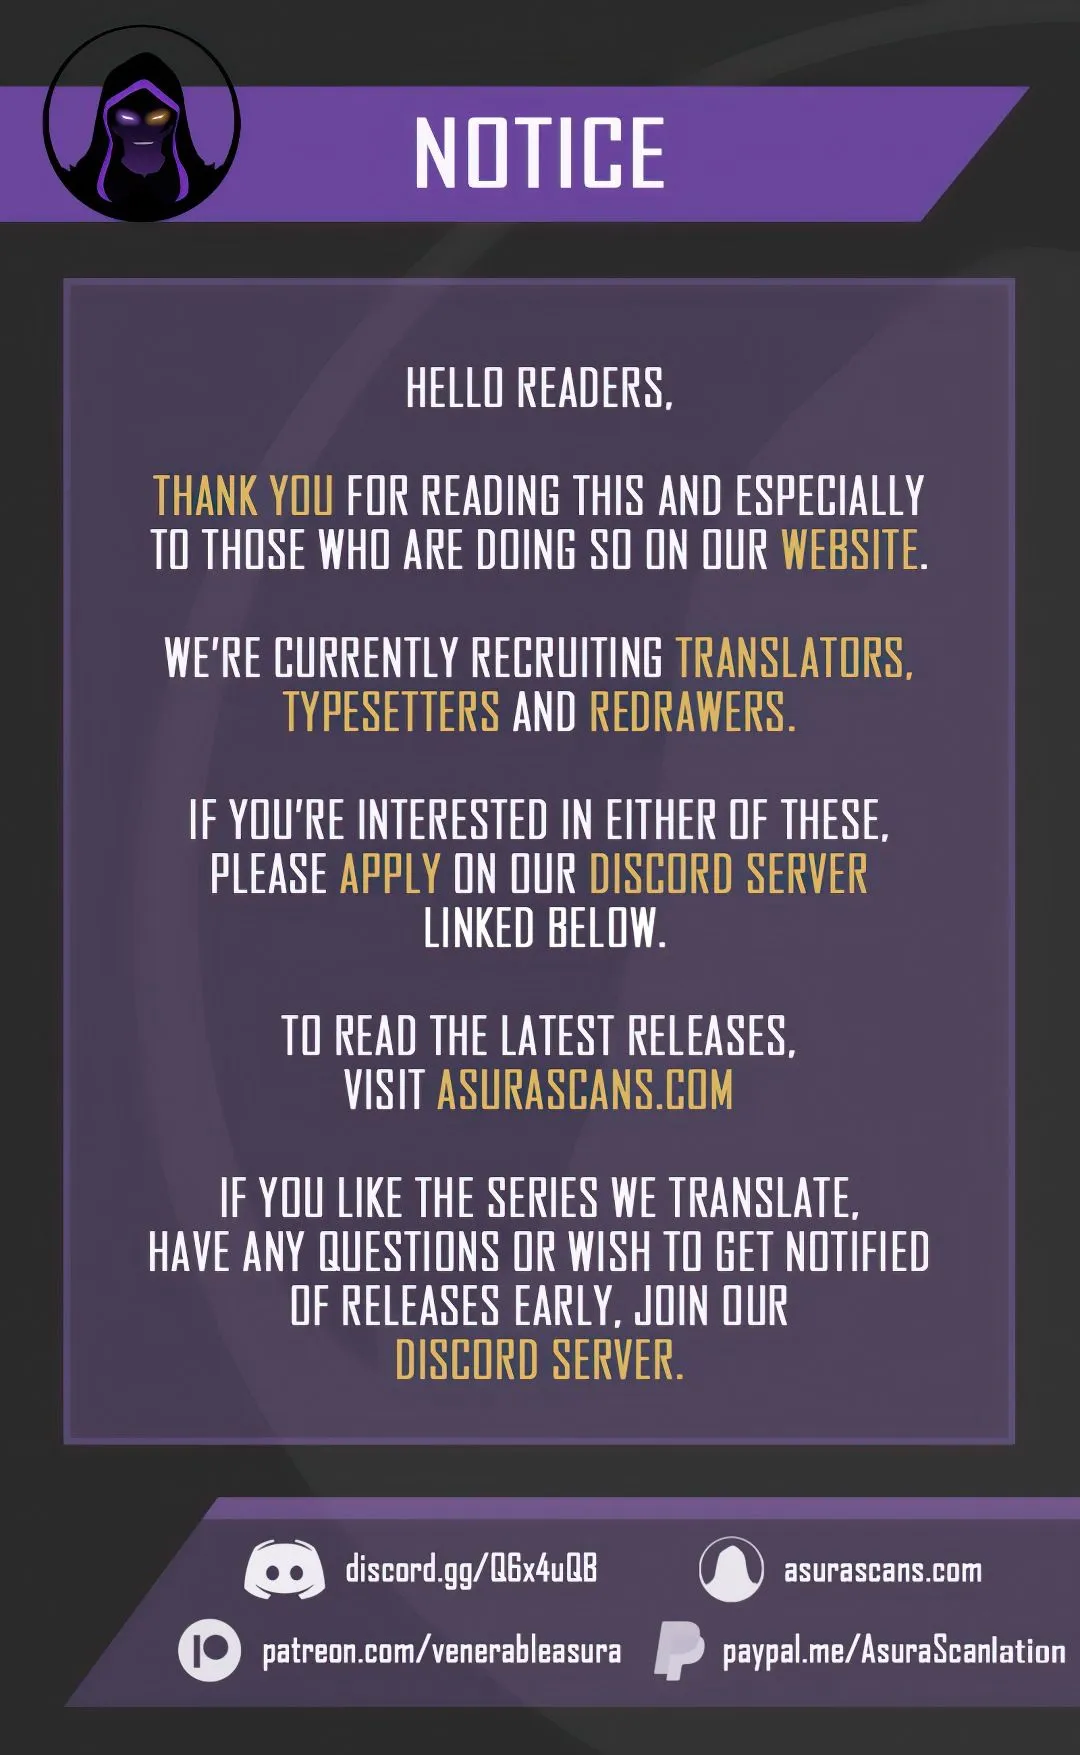 NOTICE
HELLO READERS,
THANK YOU FOR READING THIS AND ESPECIALLY
TO THOSE WHO ARE DOING SO ON OUR WEBSITE.
WE'RE CURRENTLY RECRUITING TRANSLATORS,
TYPESETTERS AND REDRAWERS.
IF YOU'RE INTERESTED IN EITHER OF THESE,
PLEASE APPLY ON OUR DISCORD SERVER
LINKED BELOW.
TO READ THE LATEST RELEASES,
VISIT ASURASCANS.COM
IF YOU LIKE THE SERIES WE TRANSLATE,
HAVE ANY QUESTIONS OR WISH TO GET NOTIFIED
OF RELEASES EARLY, JOIN OUR
DISCORD SERVER.
discord.gg/Q6x4uQB
asurascans.com
patreon.com/venerableasura
paypal.me/AsuraScanlation